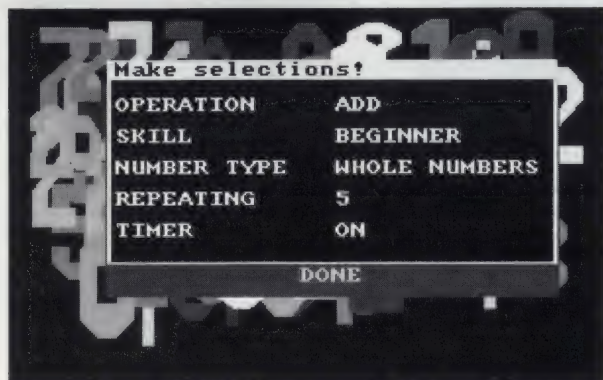 Make selections!
OPERATION ADD
SKILL BEGINNER
NUMBER TYPE WHOLE NUMBERS
REPEATING 5
TIMER ON
DONE